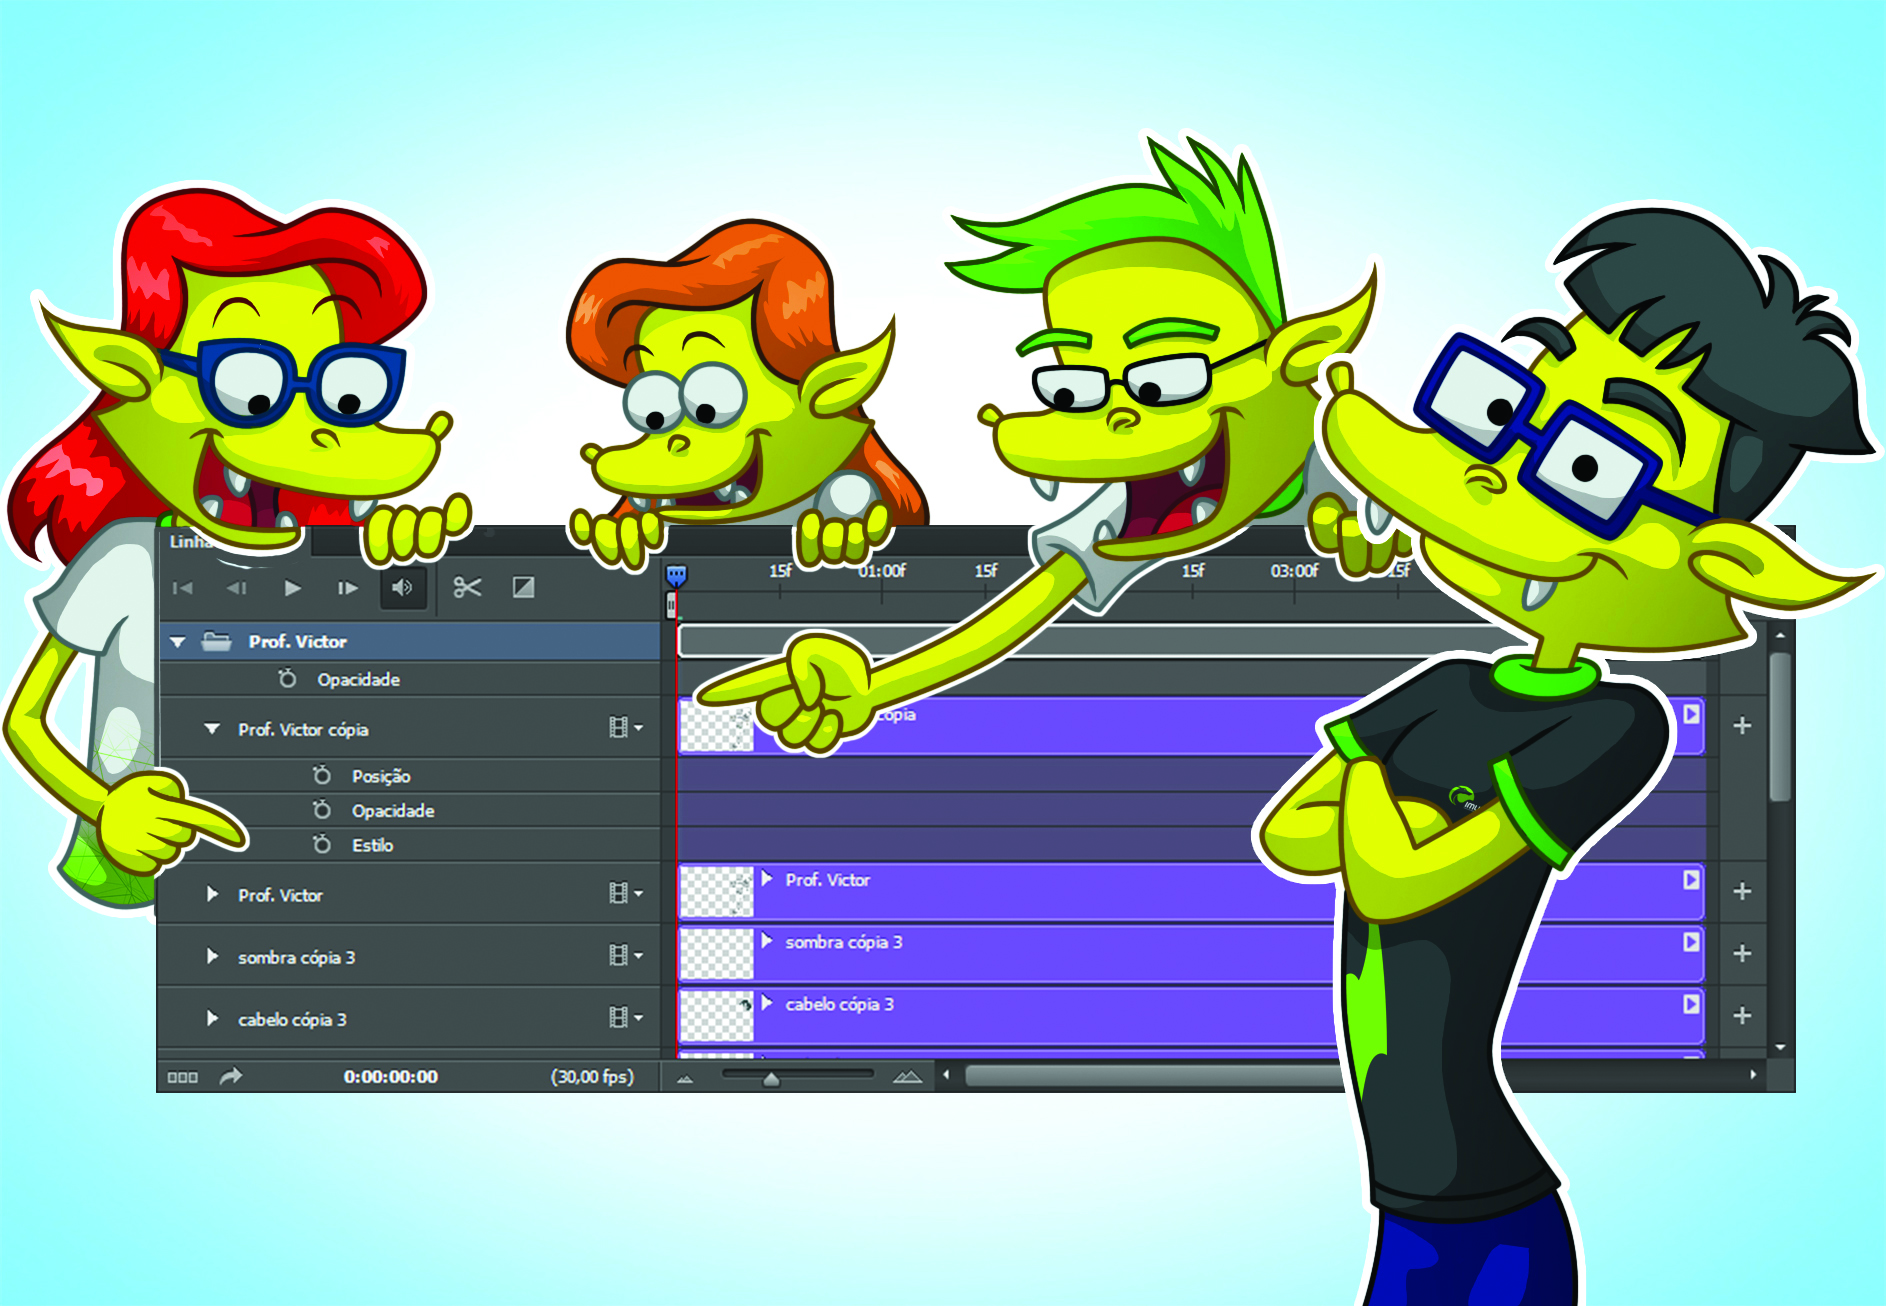 Linha
15f
01:00f
15f
15f
03:00f
15f
Prof. Victor
Opacidade
Prof. Victor cópia
cópia
Posição
Opacidade
Estilo
Prof. Victor
Prof. Victor
sombra cópia 3
sombra cópia 3
cabelo cópia 3
cabelo cópia 3
0:00:00:00
(30,00 fps)